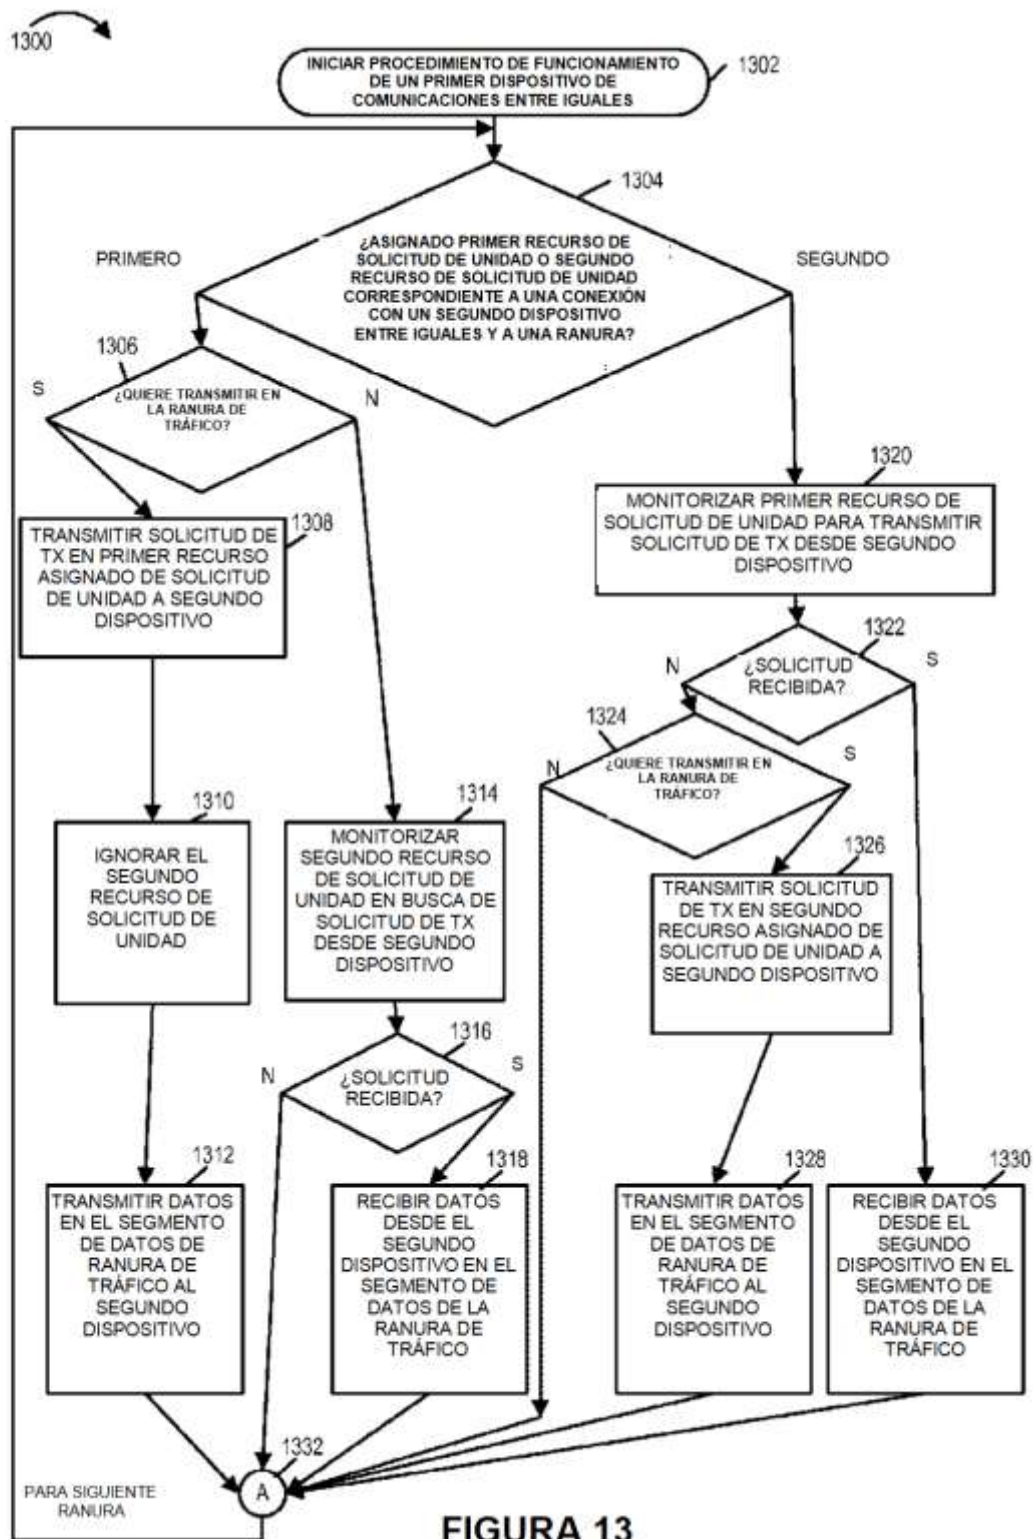 1300
INICIAR PROCEDIMIENTO DE FUNCIONAMIENTO
DE UN PRIMER DISPOSITIVO DE
COMUNICACIONES ENTRE IGUALES
1302
1304
¿ASIGNADO PRIMER RECURSO DE
SOLICITUD DE UNIDAD O SEGUNDO
RECURSO DE SOLICITUD DE UNIDAD
CORRESPONDIENTE A UNA CONEXIÓN
CON UN SEGUNDO DISPOSITIVO
ENTRE IGUALES Y A UNA RANURA?
PRIMERO
SEGUNDO
1306
S
¿QUIERE TRANSMITIR EN
LA RANURA DE
TRÁFICO?
N
1308
TRANSMITIR SOLICITUD DE
TX EN PRIMER RECURSO
ASIGNADO DE SOLICITUD
DE UNIDAD A SEGUNDO
DISPOSITIVO
1320
MONITORIZAR PRIMER RECURSO DE
SOLICITUD DE UNIDAD PARA TRANSMITIR
SOLICITUD DE TX DESDE SEGUNDO
DISPOSITIVO
1322
N
¿SOLICITUD
RECIBIDA?
S
1324
N
¿QUIERE TRANSMITIR EN
LA RANURA DE
TRÁFICO?
S
1310
IGNORAR EL
SEGUNDO
RECURSO DE
SOLICITUD DE
UNIDAD
1314
MONITORIZAR
SEGUNDO RECURSO
DE SOLICITUD DE
UNIDAD EN BUSCA DE
SOLICITUD DE TX
DESDE SEGUNDO
DISPOSITIVO
1326
TRANSMITIR SOLICITUD
DE TX EN SEGUNDO
RECURSO ASIGNADO DE
SOLICITUD DE UNIDAD A
SEGUNDO DISPOSITIVO
1316
N
¿SOLICITUD
RECIBIDA?
S
1312
TRANSMITIR DATOS
EN EL SEGMENTO
DE DATOS DE
RANURA DE
TRÁFICO AL
SEGUNDO
DISPOSITIVO
1318
RECIBIR DATOS
DESDE EL
SEGUNDO
DISPOSITIVO EN EL
SEGMENTO DE
DATOS DE LA
RANURA DE
TRÁFICO
1328
TRANSMITIR DATOS
EN EL SEGMENTO
DE DATOS DE
RANURA DE
TRÁFICO AL
SEGUNDO
DISPOSITIVO
1330
RECIBIR DATOS
DESDE EL
SEGUNDO
DISPOSITIVO EN EL
SEGMENTO DE
DATOS DE LA
RANURA DE
TRÁFICO
1332
A
PARA SIGUIENTE
RANURA
FIGURA 13